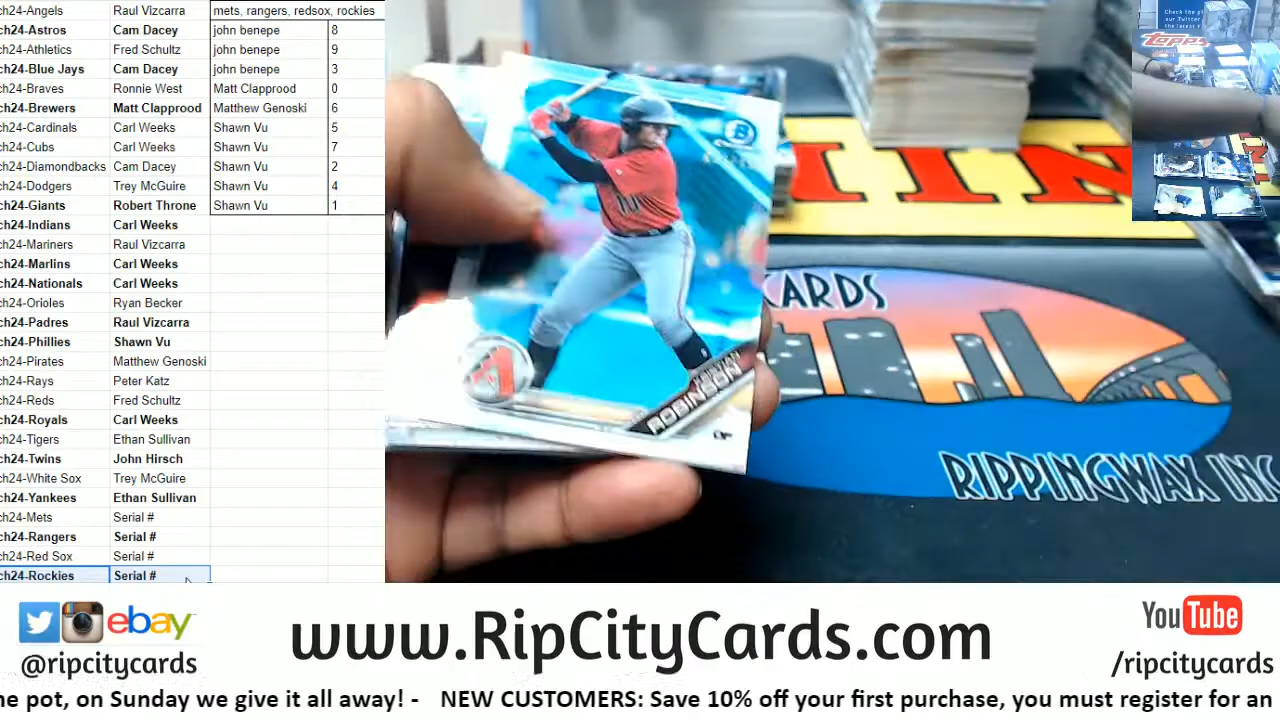 ch24-Angels Raul Vizcarra mets, rangers, redsox, rockies
ch24-Astros Cam Dacey john benepe 8
ch24-Athletics Fred Schultz john benepe 9
ch24-Blue Jays Cam Dacey john benepe 3
ch24-Braves Ronnie West Matt Clapprood 0
ch24-Brewers Matt Clapprood Matthew Genoski 6
ch24-Cardinals Carl Weeks Shawn Vu 5
ch24-Cubs Carl Weeks Shawn Vu 7
ch24-Diamondbacks Cam Dacey Shawn Vu 2
ch24-Dodgers Trey McGuire Shawn Vu 4
ch24-Giants Robert Throne Shawn Vu 1
ch24-Indians Carl Weeks
ch24-Mariners Raul Vizcarra
ch24-Marlins Carl Weeks
ch24-Nationals Carl Weeks
ch24-Orioles Ryan Becker
ch24-Padres Raul Vizcarra
ch24-Phillies Shawn Vu
ch24-Pirates Matthew Genoski
ch24-Rays Peter Katz
ch24-Reds Fred Schultz
ch24-Royals Carl Weeks
ch24-Tigers Ethan Sullivan
ch24-Twins John Hirsch
ch24-White Sox Trey McGuire
ch24-Yankees Ethan Sullivan
ch24-Mets Serial #
ch24-Rangers Serial #
ch24-Red Sox Serial #
ch24-Rockies Serial #
Check the
our Twitter
Topps
B
ROBINSON
OF
CARDS
RIPPINGWAX INC
ebay
@ripcitycards
www.RipCityCards.com
YouTube
/ripcitycards
he pot, on Sunday we give it all away! - NEW CUSTOMERS: Save 10% off your first purchase, you must register for an